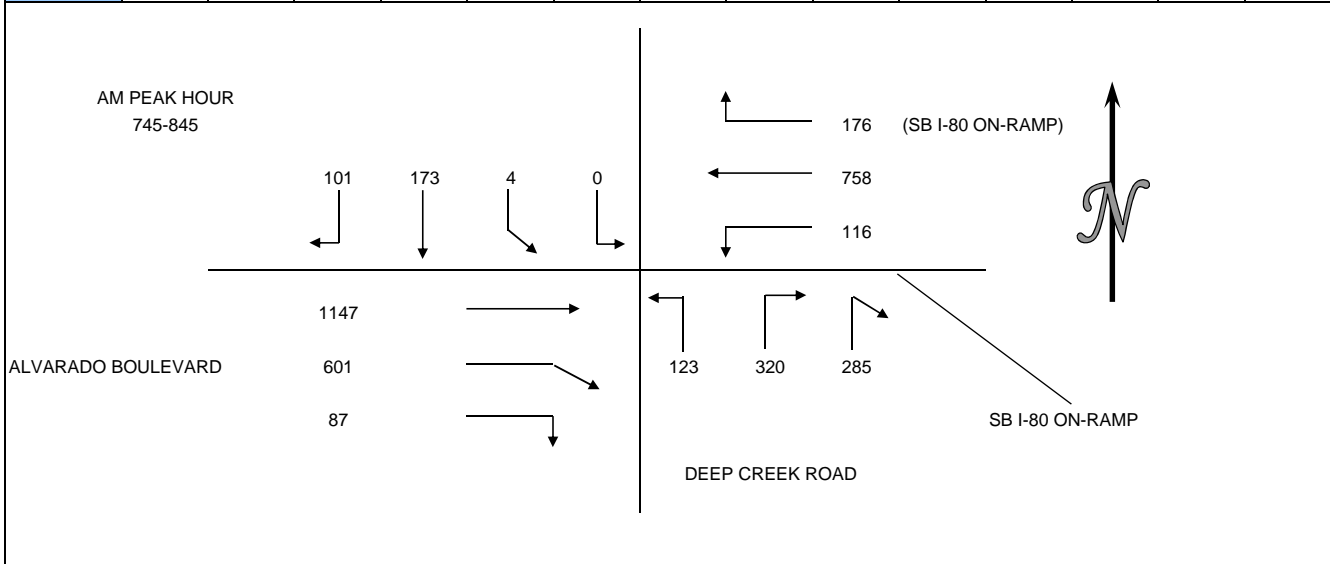 AM PEAK HOUR
745-845
176 (SB I-80 ON-RAMP)
101 173 4 0
758
116
N
1147
ALVARADO BOULEVARD 601
123 320 285
87
SB I-80 ON-RAMP
DEEP CREEK ROAD